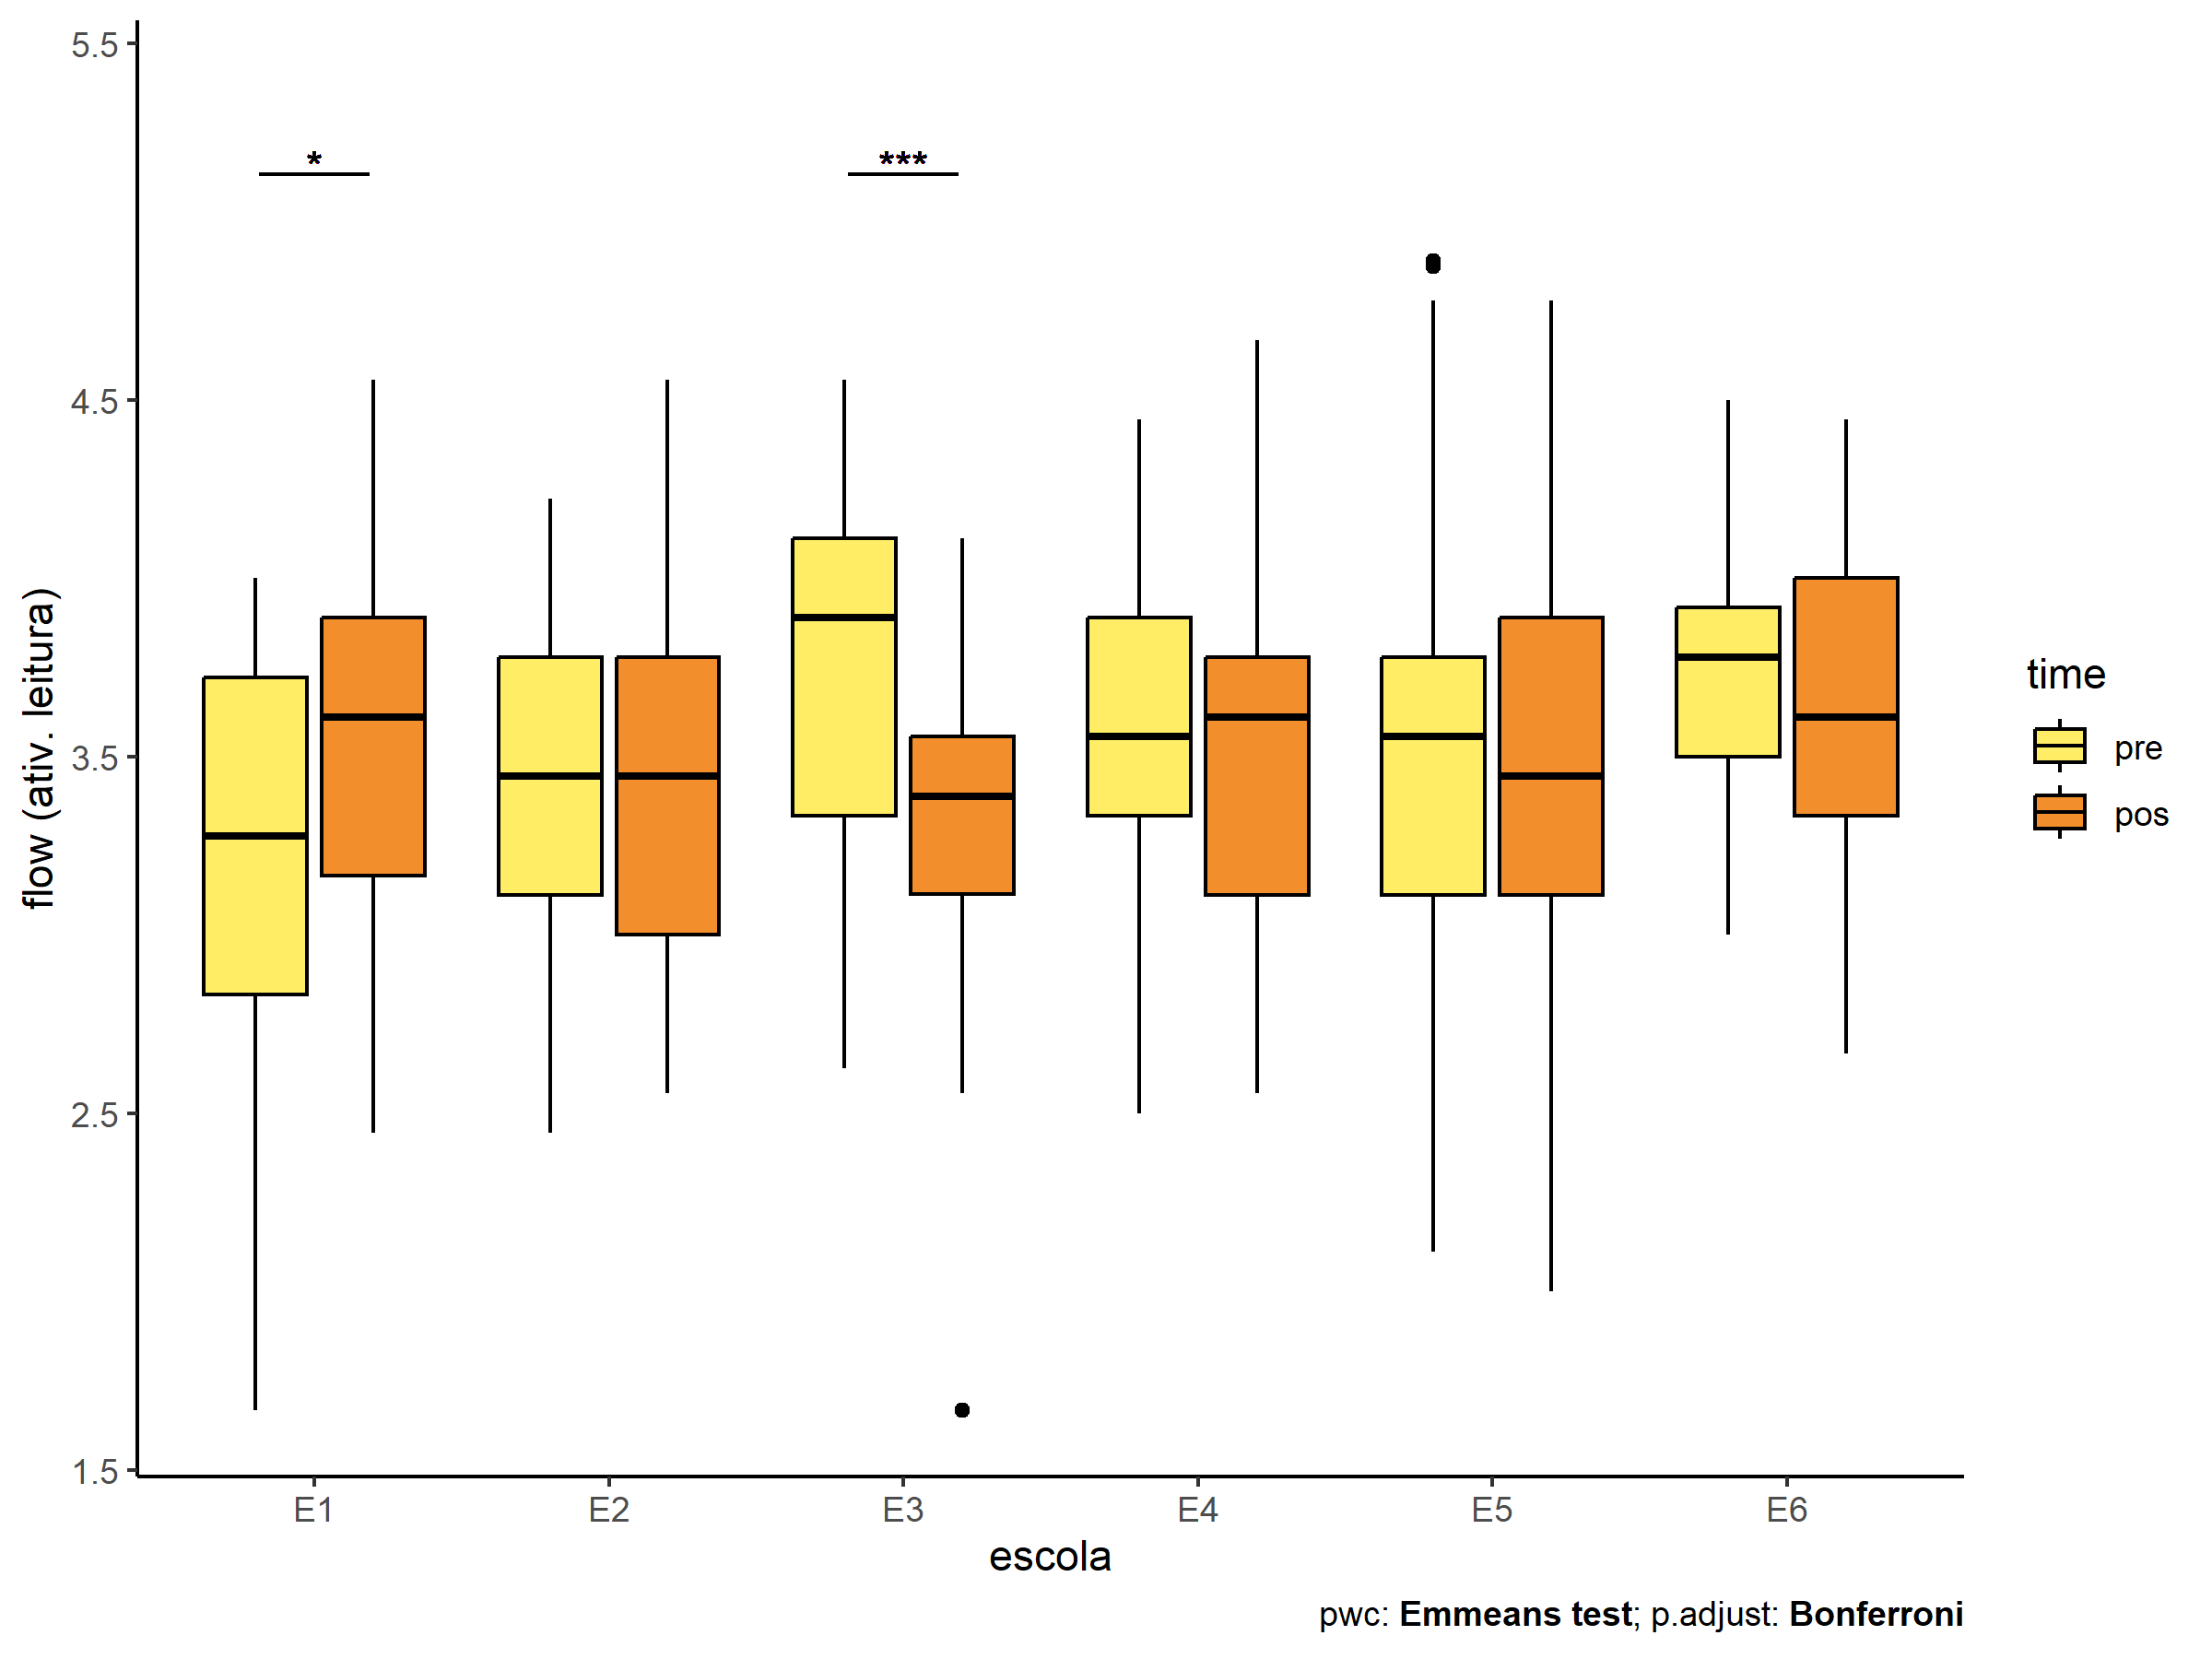 5.5
4.5
3.5
2.5
1.5
flow (ativ. leitura)
*
***
E1 E2 E3 E4 E5 E6
escola
time
pre
pos
pwc: Emmeans test; p.adjust: Bonferroni